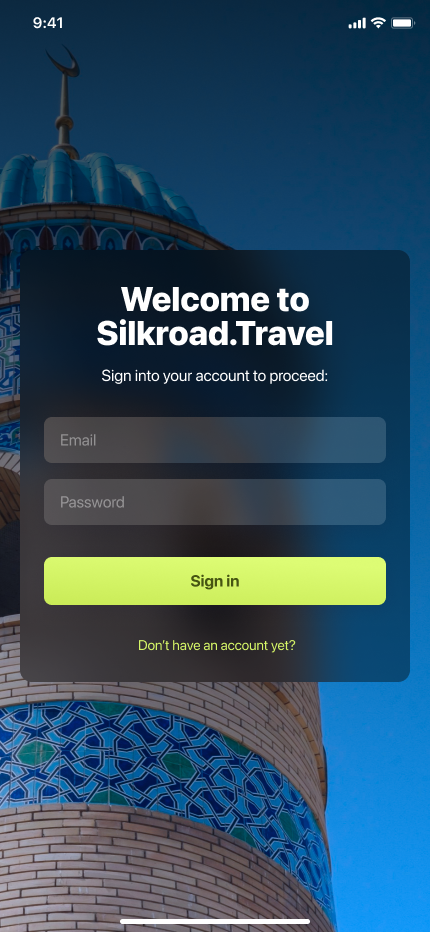 9:41
Welcome to
Silkroad.Travel
Sign into your account to proceed:
Email
Password
Sign in
Don't have an account yet?